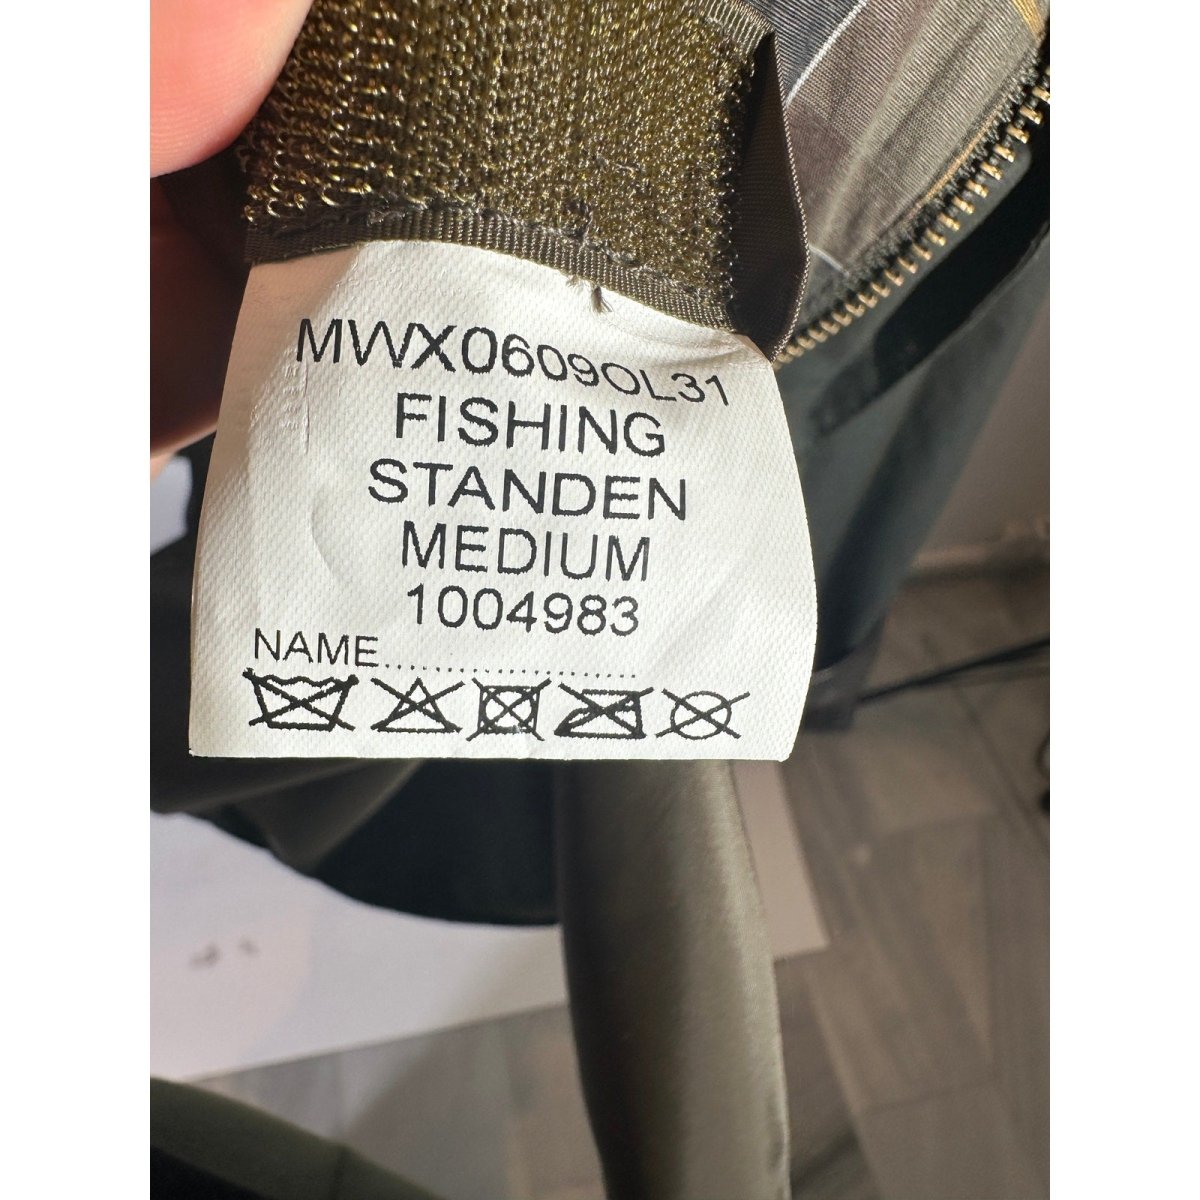 MWX0609OL31
FISHING
STANDEN
MEDIUM
1004983
NAME....................